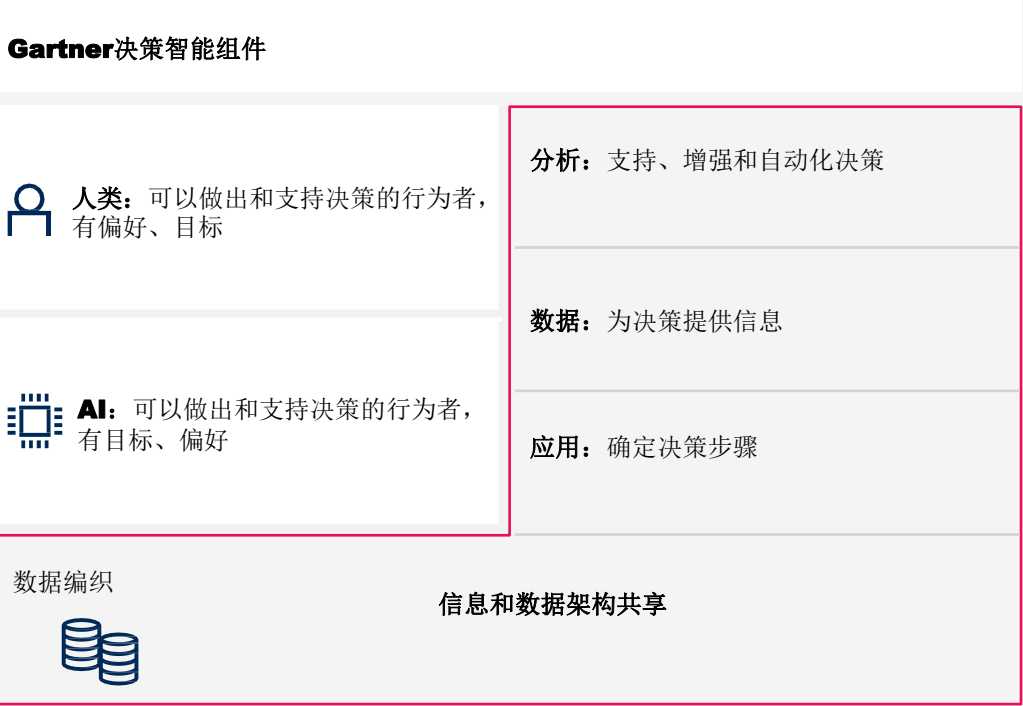 Gartner决策智能组件
人类：可以做出和支持决策的行为者，
有偏好、目标
AI：可以做出和支持决策的行为者，
有目标、偏好
分析：支持、增强和自动化决策
数据：为决策提供信息
应用：确定决策步骤
数据编织
信息和数据架构共享